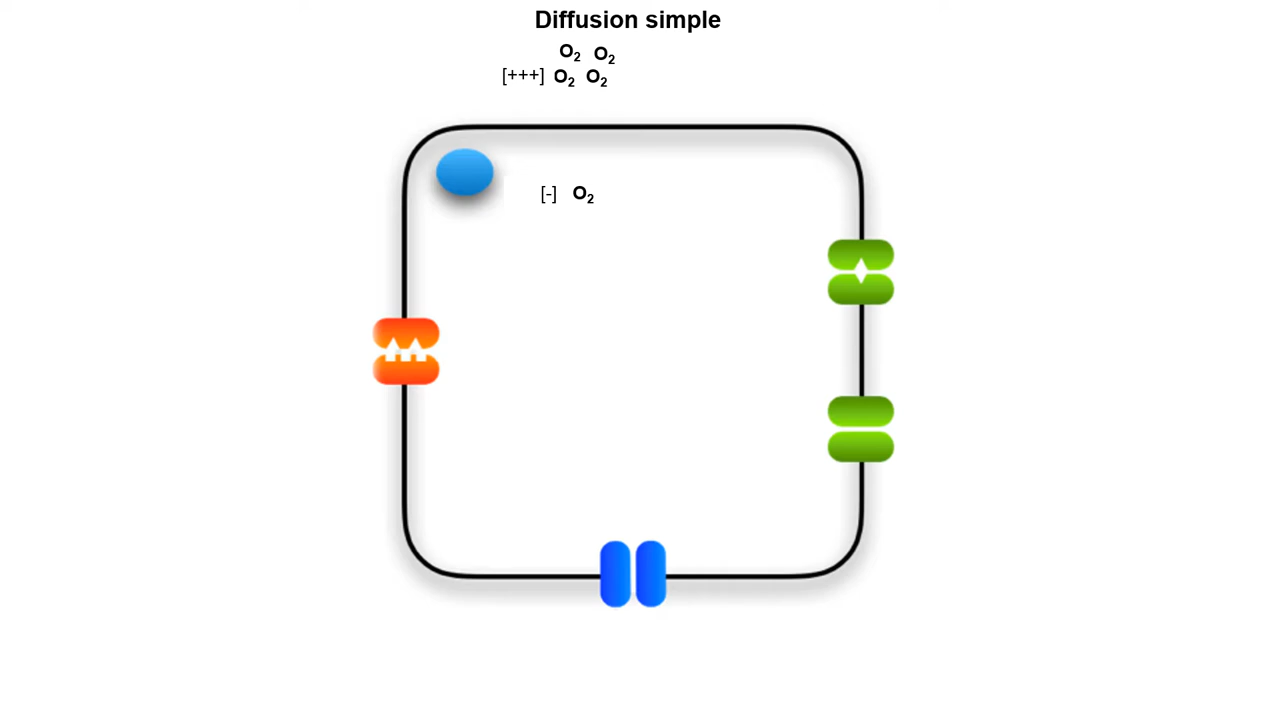 Diffusion simple
O₂ O₂
[+++] O₂ O₂
[-] O₂